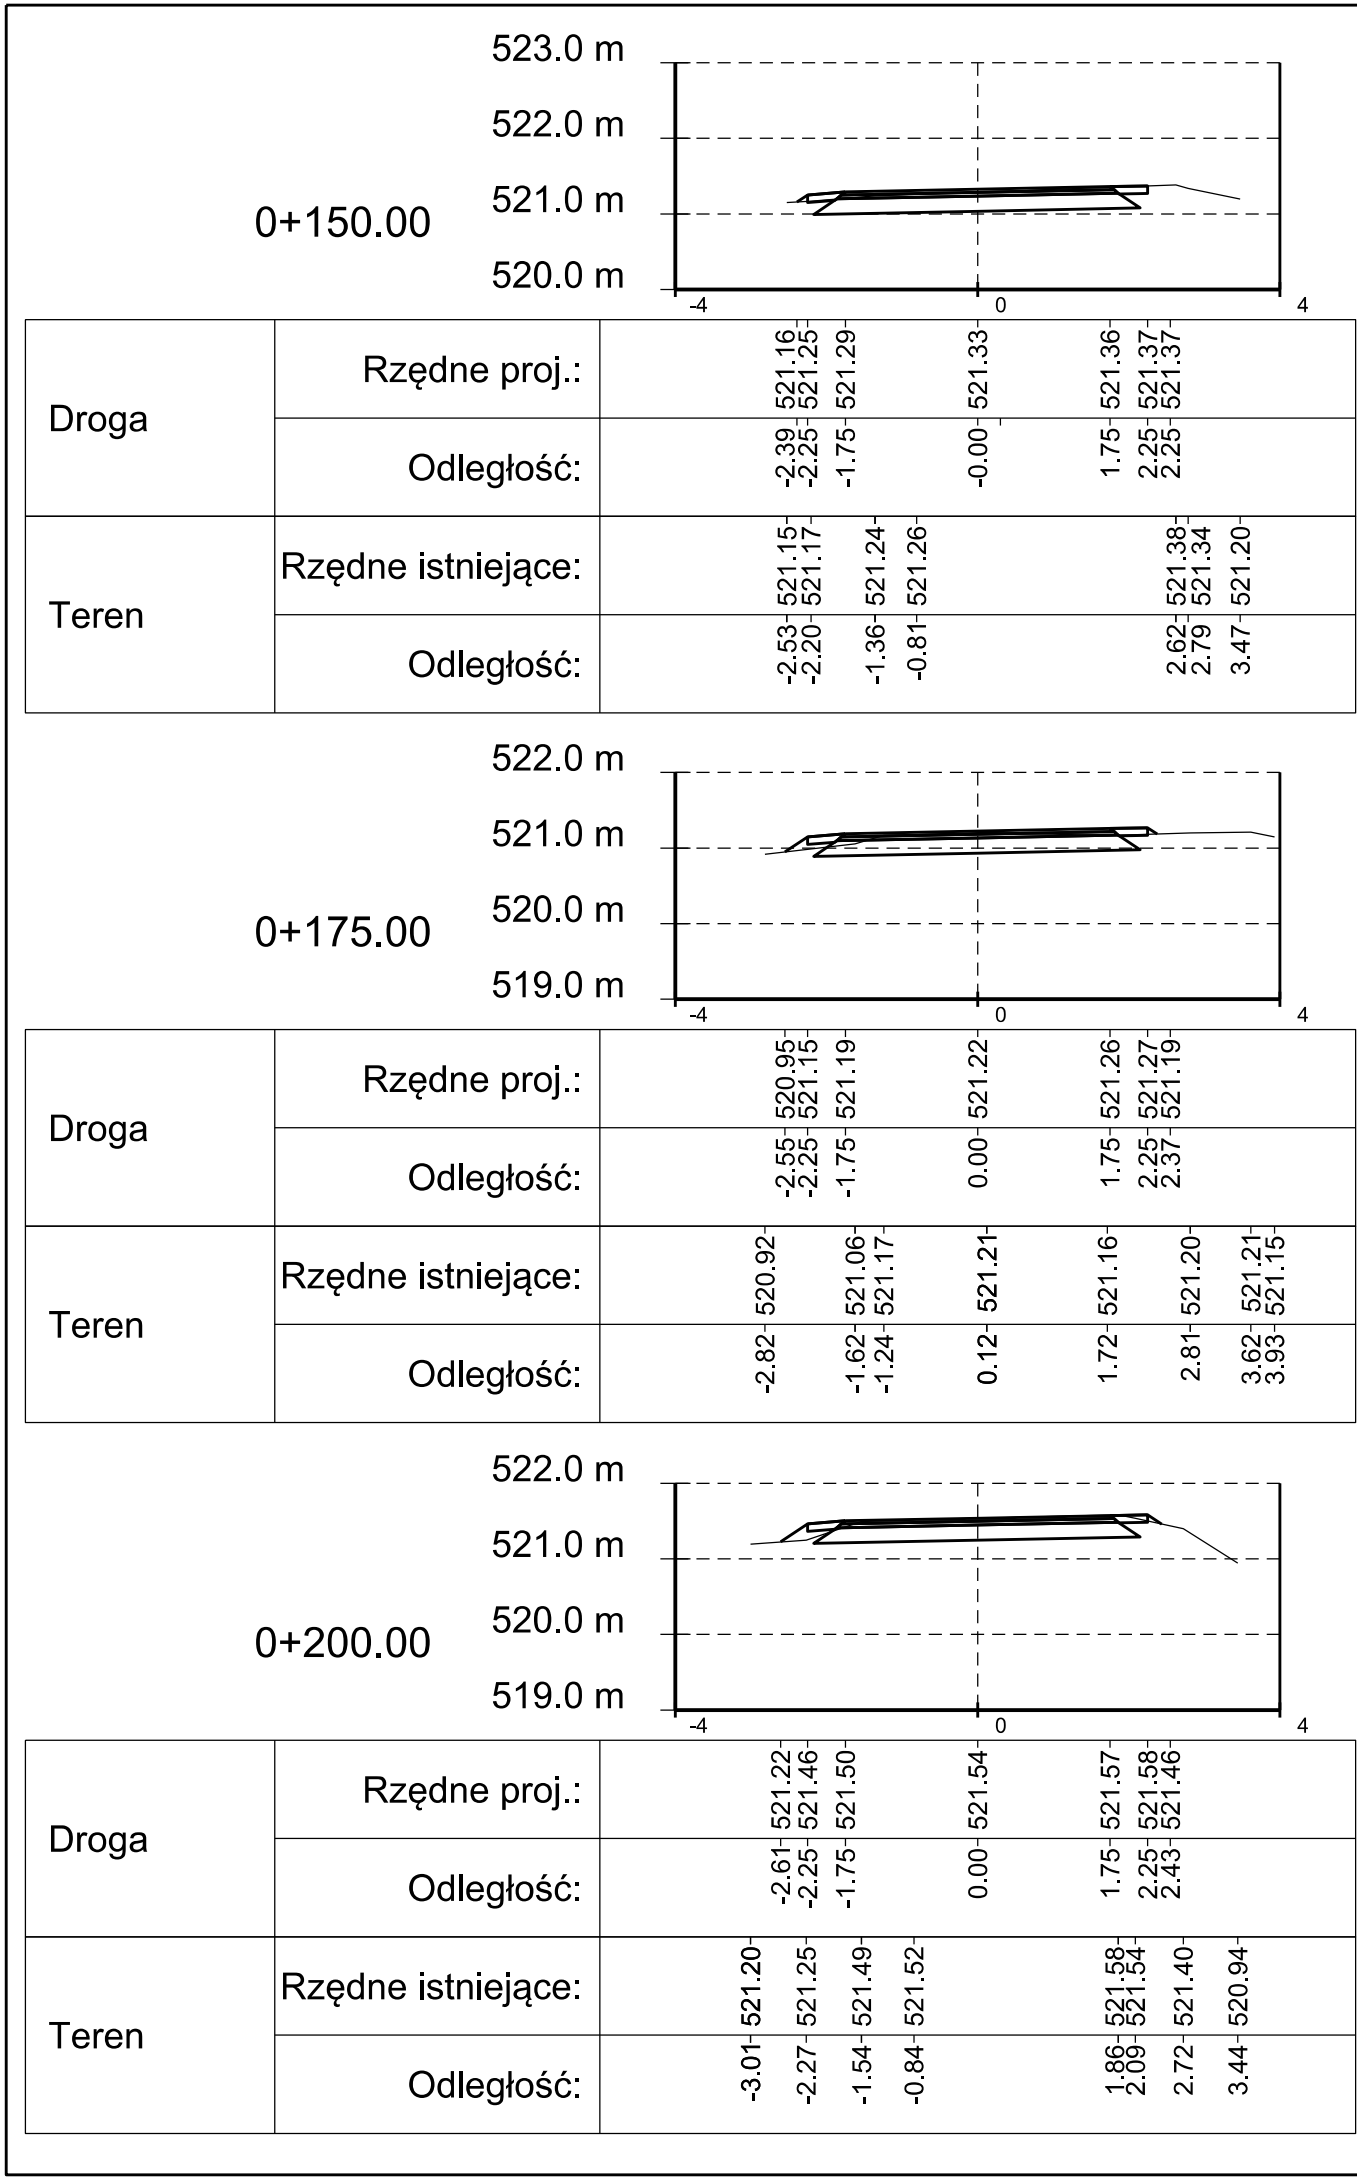 523.0 m
522.0 m
521.0 m
520.0 m
0+150.00
-4 0 4
Droga
Rzędne proj.: 521.16 521.25 521.29 521.33 521.36 521.37 521.37
Odległość: -2.39 -2.25 -1.75 -0.00 1.75 2.25 2.25
Teren
Rzędne istniejące: 521.15 521.17 521.24 521.26 521.38 521.34 521.20
Odległość: -2.53 -2.20 -1.36 -0.81 2.62 2.79 3.47
522.0 m
521.0 m
520.0 m
519.0 m
0+175.00
-4 0 4
Droga
Rzędne proj.: 520.95 521.15 521.19 521.22 521.26 521.27 521.19
Odległość: -2.55 -2.25 -1.75 0.00 1.75 2.25 2.37
Teren
Rzędne istniejące: 520.92 521.06 521.17 521.21 521.16 521.20 521.21 521.15
Odległość: -2.82 -1.62 -1.24 0.12 1.72 2.81 3.62 3.93
522.0 m
521.0 m
520.0 m
519.0 m
0+200.00
-4 0 4
Droga
Rzędne proj.: 521.22 521.46 521.50 521.54 521.57 521.58 521.46
Odległość: -2.61 -2.25 -1.75 0.00 1.75 2.25 2.43
Teren
Rzędne istniejące: 521.20 521.25 521.49 521.52 521.58 521.54 521.40 520.94
Odległość: -3.01 -2.27 -1.54 -0.84 1.86 2.09 2.72 3.44